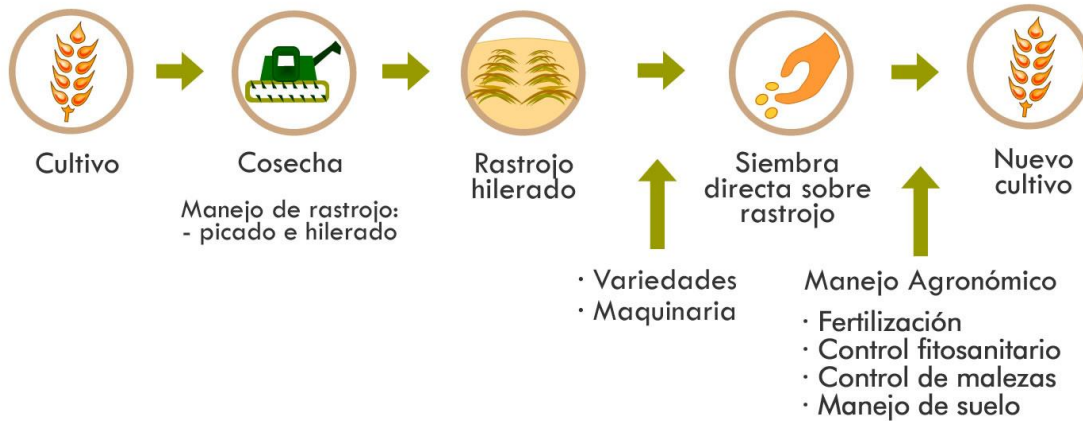 Cultivo
Cosecha
Manejo de rastrojo:
- picado e hilerado
Rastrojo
hilerado
· Variedades
· Maquinaria
Siembra
directa sobre
rastrojo
Manejo Agronómico
· Fertilización
· Control fitosanitario
· Control de malezas
· Manejo de suelo
Nuevo
cultivo